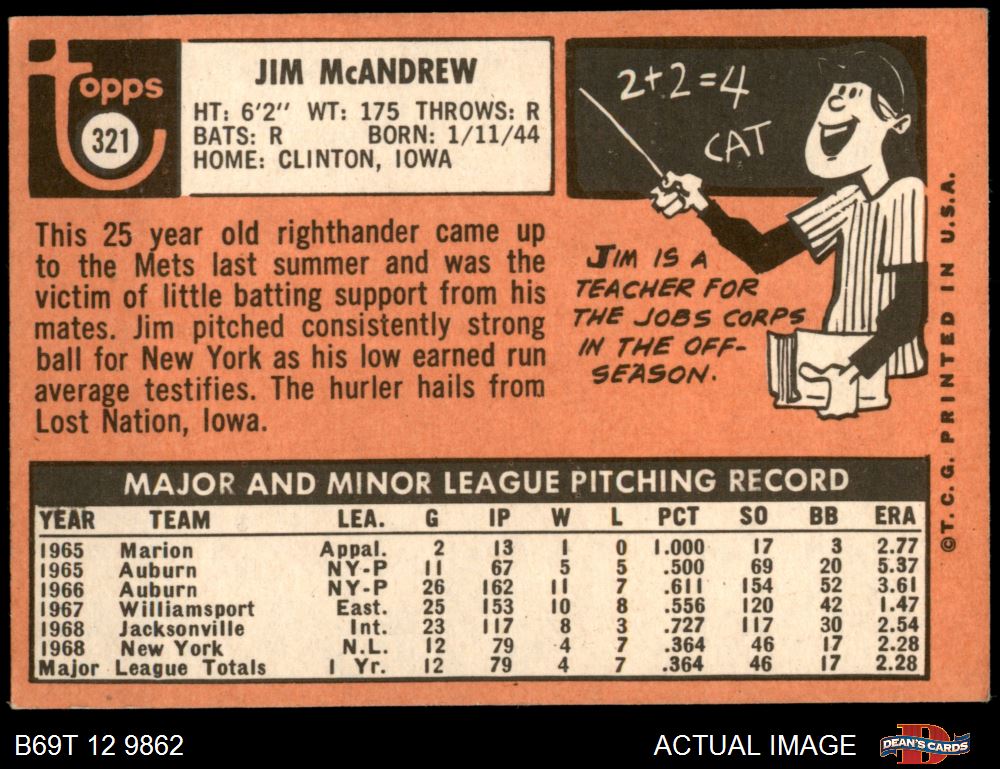 topps
321
JIM McANDREW
HT: 6'2" WT: 175 THROWS: R
BATS: R BORN: 1/11/44
HOME: CLINTON, IOWA
2+2=4
CAT
This 25 year old righthander came up
to the Mets last summer and was the
victim of little batting support from his
mates. Jim pitched consistently strong
ball for New York as his low earned run
average testifies. The hurler hails from
Lost Nation, Iowa.
JIM IS A
TEACHER FOR
THE JOBS CORPS
IN THE OFF-
SEASON.
©T. C. G. PRINTED IN U.S.A.
MAJOR AND MINOR LEAGUE PITCHING RECORD
YEAR TEAM LEA. G IP W L PCT SO BB ERA
1965 Marion Appal. 2 13 1 0 1.000 17 3 2.77
1965 Auburn NY-P 11 67 5 5 .500 69 20 5.37
1966 Auburn NY-P 26 162 11 7 .611 154 52 3.61
1967 Williamsport East. 25 153 10 8 .556 120 42 1.47
1968 Jacksonville Int. 23 117 8 3 .727 117 30 2.54
1968 New York N.L. 12 79 4 7 .364 46 17 2.28
Major League Totals 1 Yr. 12 79 4 7 .364 46 17 2.28
B69T 12 9862
ACTUAL IMAGE
DEAN'S CARDS